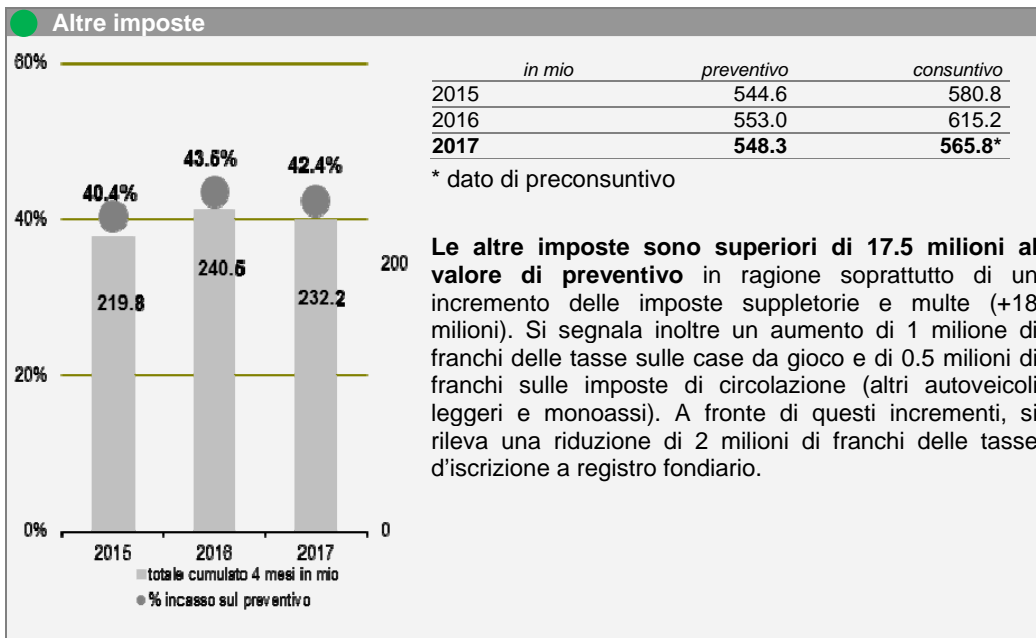 Altre imposte
60%
40%
20%
0%
40.4%
43.5%
42.4%
219.8
240.6
232.2
200
0
2015 2016 2017
totale cumulato 4 mesi in mio
% incasso sul preventivo
in mio preventivo consuntivo
2015 544.6 580.8
2016 553.0 615.2
2017 548.3 565.8*
* dato di preconsuntivo
Le altre imposte sono superiori di 17.5 milioni al
valore di preventivo in ragione soprattutto di un
incremento delle imposte suppletorie e multe (+18
milioni). Si segnala inoltre un aumento di 1 milione di
franchi delle tasse sulle case da gioco e di 0.5 milioni di
franchi sulle imposte di circolazione (altri autoveicoli
leggeri e monoassi). A fronte di questi incrementi, si
rileva una riduzione di 2 milioni di franchi delle tasse
d'iscrizione a registro fondiario.